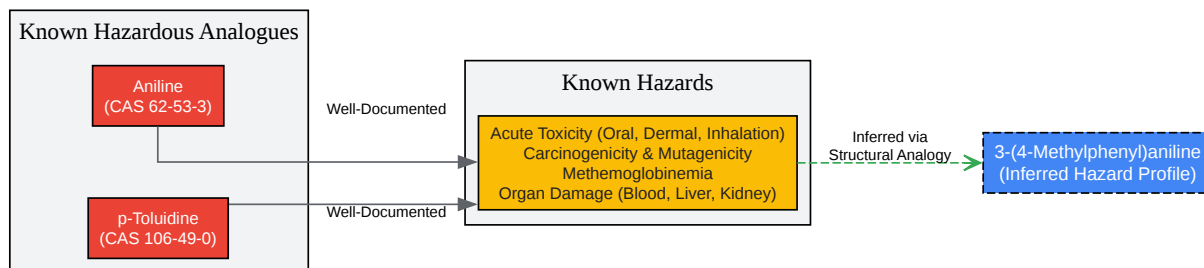 Known Hazardous Analogues
Aniline
(CAS 62-53-3)
p-Toluidine
(CAS 106-49-0)
Well-Documented
Well-Documented
Known Hazards
Acute Toxicity (Oral, Dermal, Inhalation)
Carcinogenicity & Mutagenicity
Methemoglobinemia
Organ Damage (Blood, Liver, Kidney)
Inferred via
Structural Analogy
3-(4-Methylphenyl)aniline
(Inferred Hazard Profile)